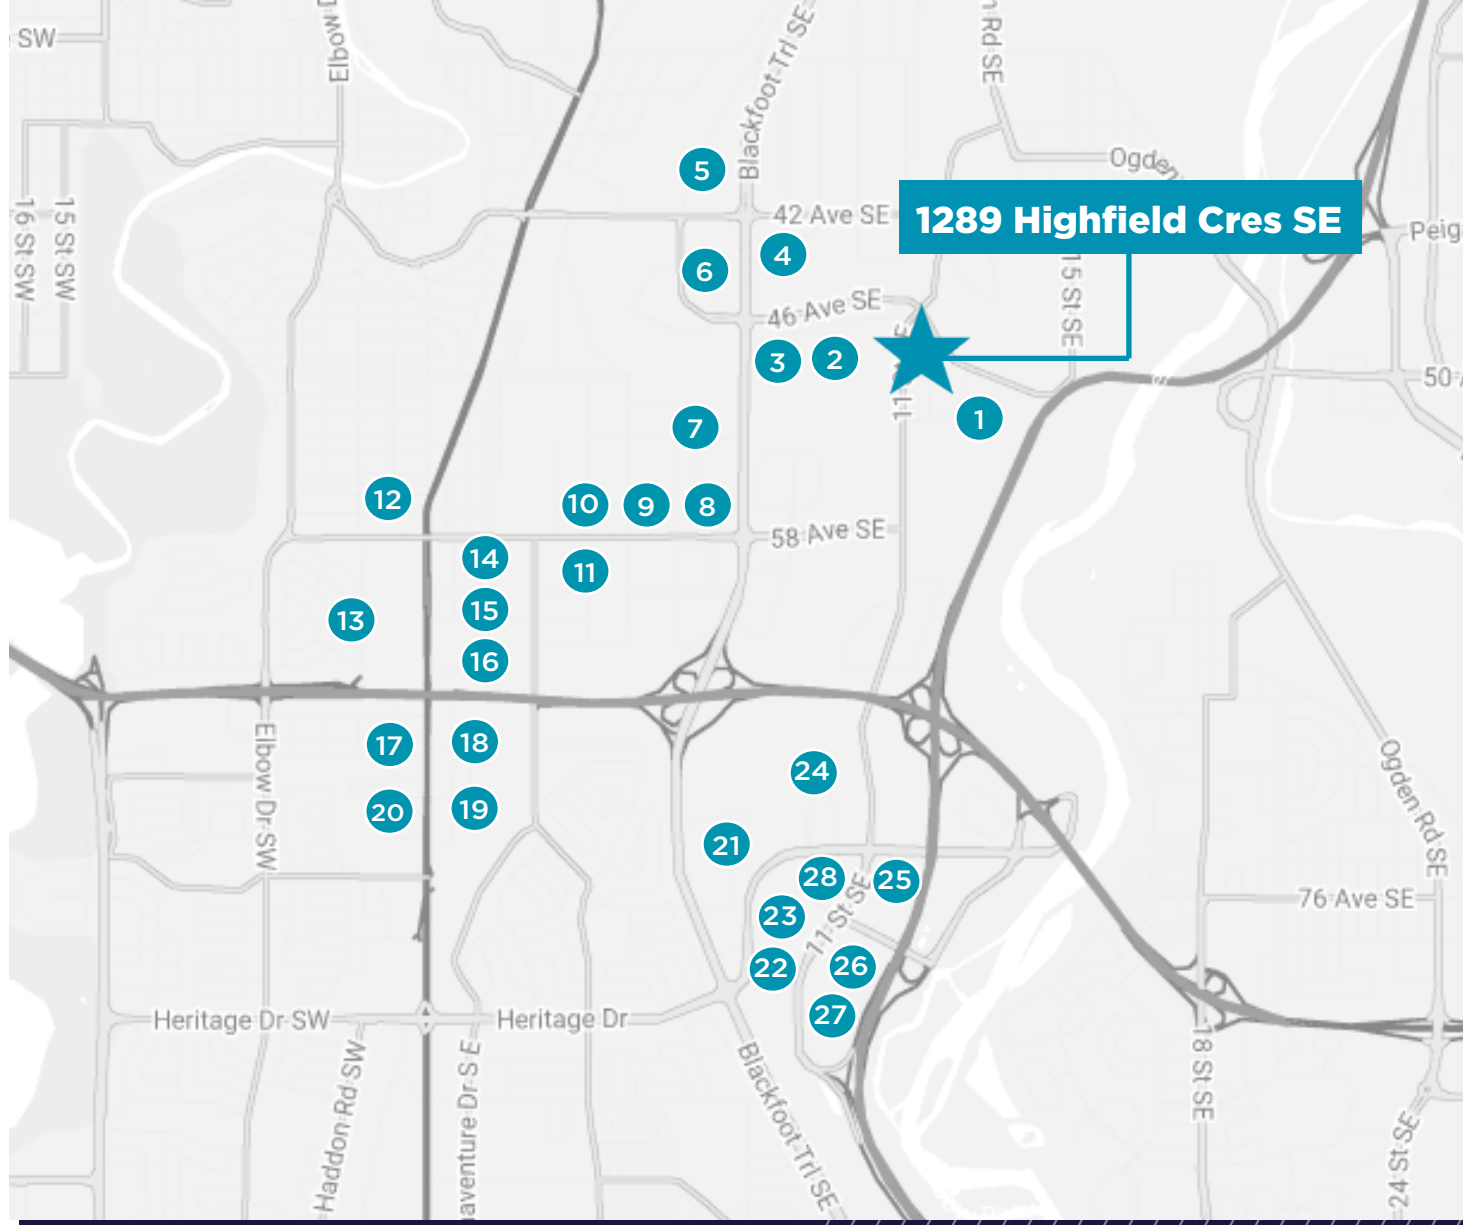 SW
Elbow
n Rd SE
Blackfoot Trl SE
Ogden
5
16 St SW
15 St SW
42 Ave SE
1289 Highfield Cres SE
Peig
4
6
15 St SE
46 Ave SE
3
2
50
11
1
7
12
10
9
8
58 Ave SE
14
11
15
13
16
17
18
Elbow Dr SW
24
Ogden Rd SE
20
19
21
28
25
76 Ave SE
23
11 St SE
22
26
27
Heritage Dr SW
Heritage Dr
Haddon Rd SW
aventure Dr S E
Blackfoot Trl SE
18 St SE
24 St SE